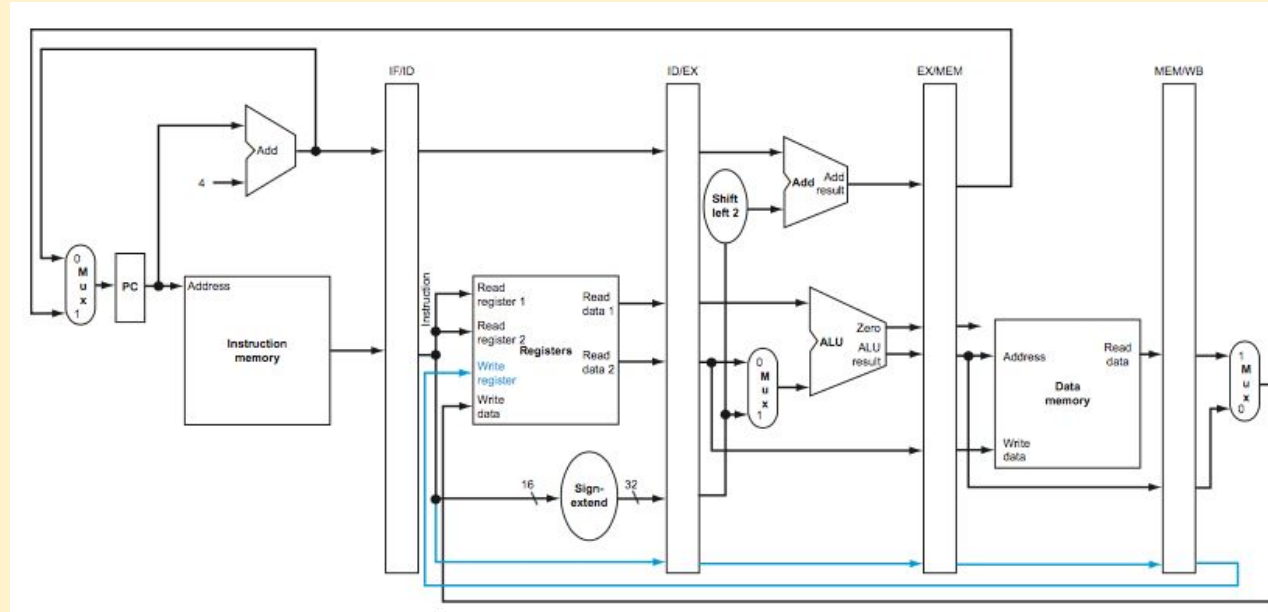 IF/ID
ID/EX
EX/MEM
MEM/WB
Add
4
Shift
left 2
Add
Add
result
0
M
u
x
1
PC
Address
Instruction
memory
Instruction
Read
register 1
Read
register 2
Write
register
Write
data
Registers
Read
data 1
Read
data 2
0
M
u
x
1
Zero
ALU
ALU
result
Address
Read
data
Data
memory
Write
data
1
M
u
x
0
16
Sign-
extend
32